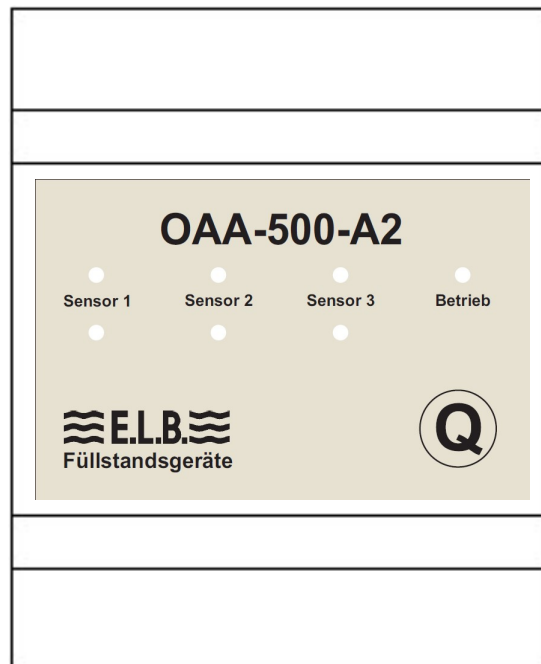 OAA-500-A2
Sensor 1 Sensor 2 Sensor 3 Betrieb
E.L.B.
Füllstandsgeräte
Q